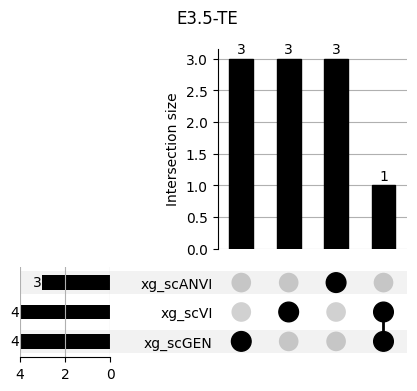 E3.5-TE
3 3 3 1
3.0
2.5
2.0
1.5
1.0
0.5
0.0
Intersection size
3 xg_scANVI
4 xg_scVI
4 xg_scGEN
4 2 0